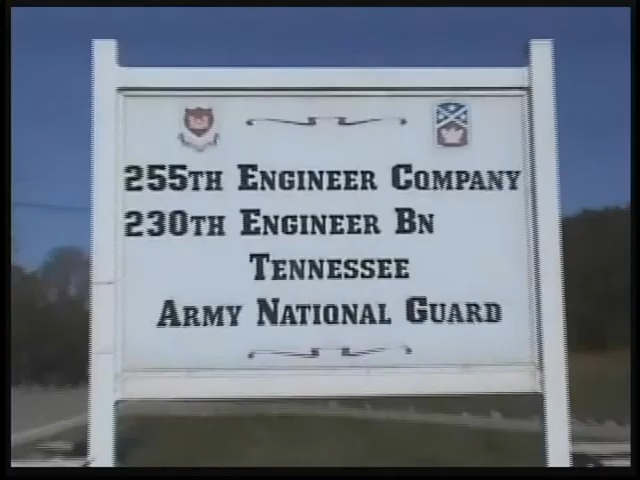 255TH ENGINEER COMPANY
230TH ENGINEER BN
TENNESSEE
ARMY NATIONAL GUARD